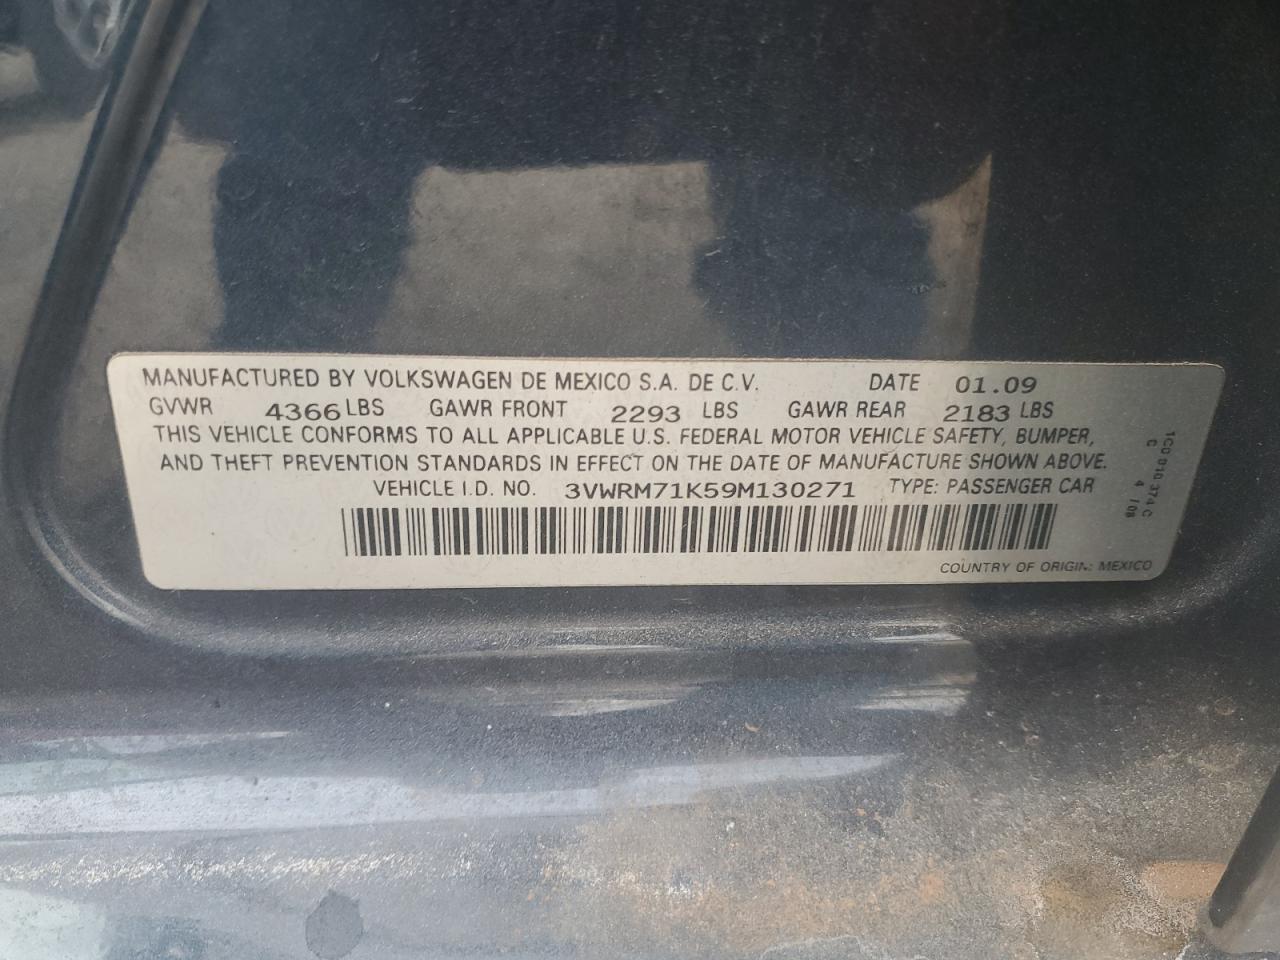 MANUFACTURED BY VOLKSWAGEN DE MEXICO S.A. DE C.V. DATE 01.09
GVWR 4366 LBS GAWR FRONT 2293 LBS GAWR REAR 2183 LBS
THIS VEHICLE CONFORMS TO ALL APPLICABLE U.S. FEDERAL MOTOR VEHICLE SAFETY, BUMPER,
AND THEFT PREVENTION STANDARDS IN EFFECT ON THE DATE OF MANUFACTURE SHOWN ABOVE.
VEHICLE I.D. NO. 3VWRM71K59M130271 TYPE: PASSENGER CAR
COUNTRY OF ORIGIN: MEXICO